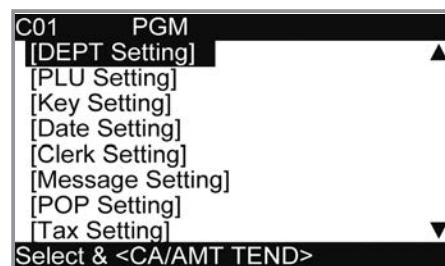 C01 PGM
[DEPT Setting]
[PLU Setting]
[Key Setting]
[Date Setting]
[Clerk Setting]
[Message Setting]
[POP Setting]
[Tax Setting]
Select & <CA/AMT TEND>